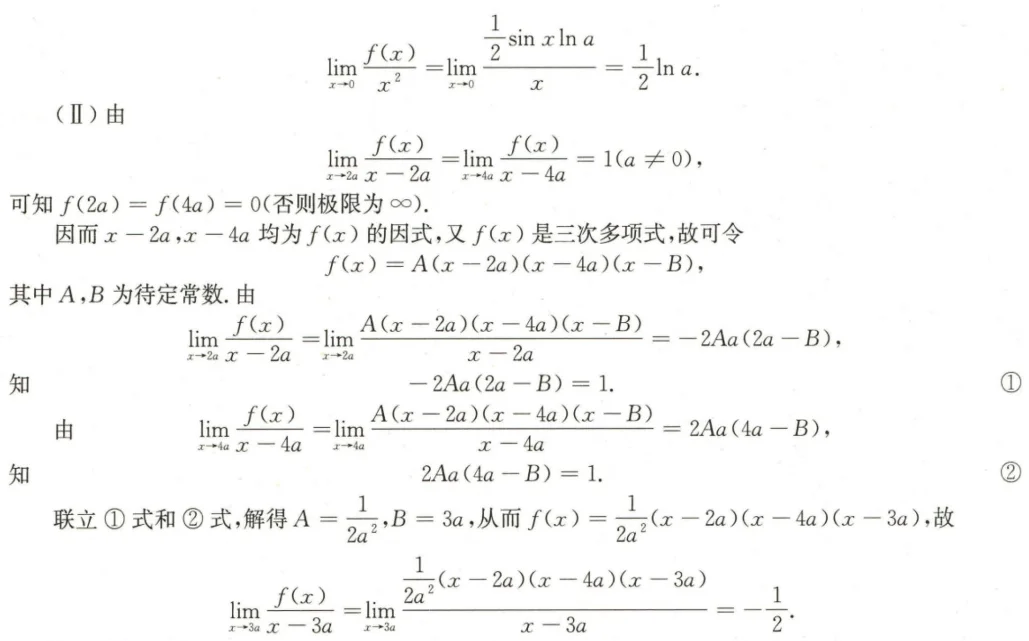 $$\lim_{x \to 0} \frac{f(x)}{x^2} = \lim_{x \to 0} \frac{\frac{1}{2}\sin x \ln a}{x} = \frac{1}{2}\ln a.$$
(Ⅱ)由
$$\lim_{x \to 2a} \frac{f(x)}{x-2a} = \lim_{x \to 4a} \frac{f(x)}{x-4a} = 1(a \neq 0),$$
可知 $f(2a) = f(4a) = 0$(否则极限为 $\infty$).
因而 $x-2a, x-4a$ 均为 $f(x)$ 的因式,又 $f(x)$ 是三次多项式,故可令
$$f(x) = A(x-2a)(x-4a)(x-B),$$
其中 $A,B$ 为待定常数.由
$$\lim_{x \to 2a} \frac{f(x)}{x-2a} = \lim_{x \to 2a} \frac{A(x-2a)(x-4a)(x-B)}{x-2a} = -2Aa(2a-B),$$
知 $-2Aa(2a-B) = 1.$ ①
由 $\lim_{x \to 4a} \frac{f(x)}{x-4a} = \lim_{x \to 4a} \frac{A(x-2a)(x-4a)(x-B)}{x-4a} = 2Aa(4a-B),$
知 $2Aa(4a-B) = 1.$ ②
联立 ① 式和 ② 式,解得 $A = \frac{1}{2a^2}, B = 3a$,从而 $f(x) = \frac{1}{2a^2}(x-2a)(x-4a)(x-3a)$,故
$$\lim_{x \to 3a} \frac{f(x)}{x-3a} = \lim_{x \to 3a} \frac{\frac{1}{2a^2}(x-2a)(x-4a)(x-3a)}{x-3a} = -\frac{1}{2}.$$